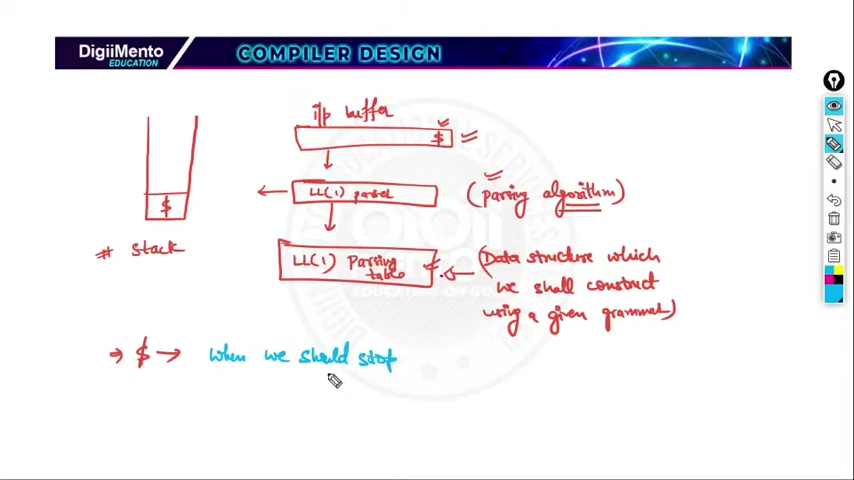 DigiiMento
EDUCATION
COMPILER DESIGN
i/p buffer
$
LL(1) parser
(parsing algorithm)
$
# Stack
LL(1) Parsing
table
(Data structure which
we shall construct
using a given grammar)
⇒ $ → When we should stop